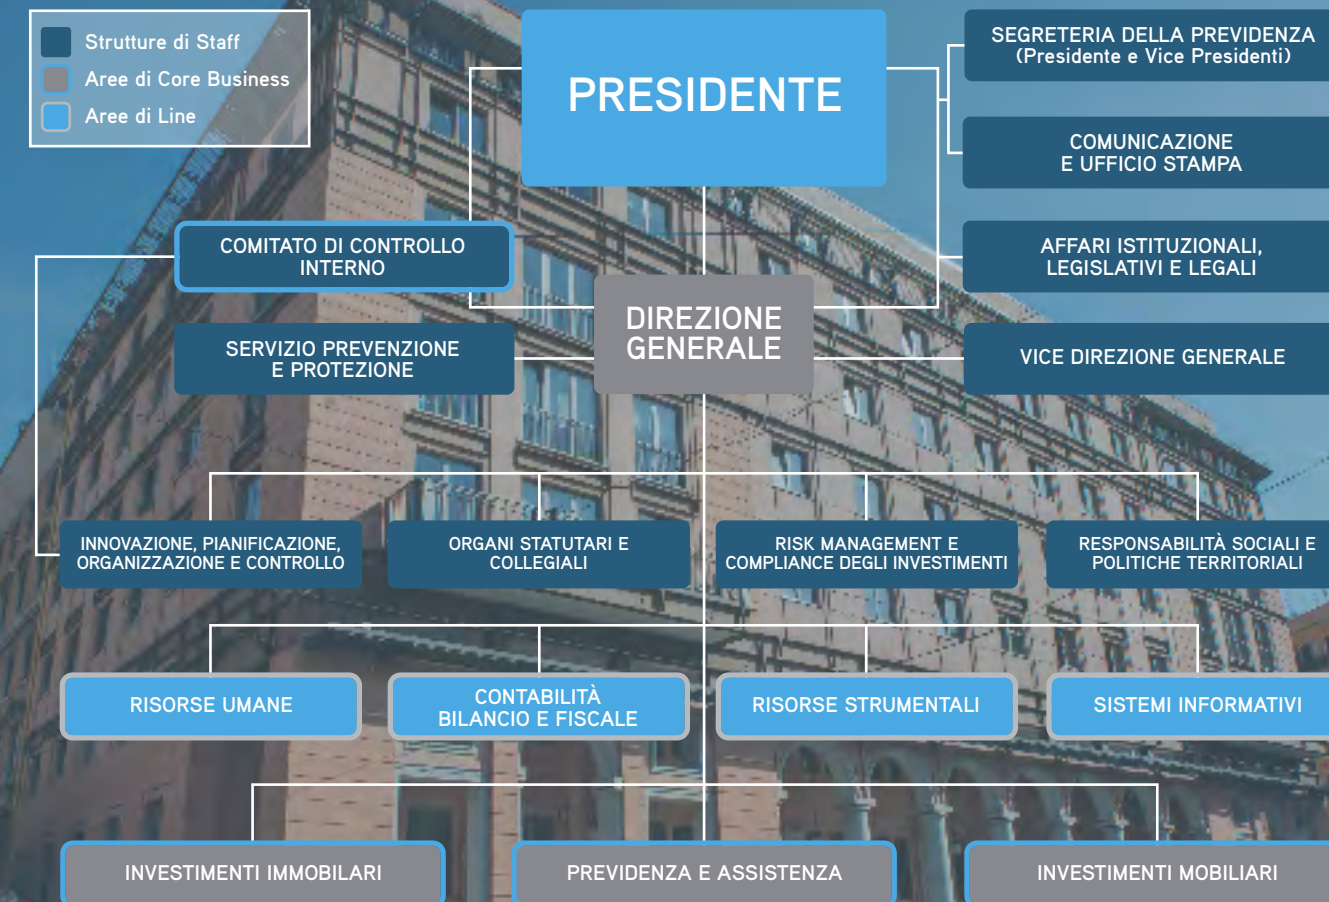 Strutture di Staff
Aree di Core Business
Aree di Line
PRESIDENTE
SEGRETERIA DELLA PREVIDENZA
(Presidente e Vice Presidenti)
COMUNICAZIONE
E UFFICIO STAMPA
COMITATO DI CONTROLLO
INTERNO
AFFARI ISTITUZIONALI,
LEGISLATIVI E LEGALI
DIREZIONE
GENERALE
SERVIZIO PREVENZIONE
E PROTEZIONE
VICE DIREZIONE GENERALE
INNOVAZIONE, PIANIFICAZIONE,
ORGANIZZAZIONE E CONTROLLO
ORGANI STATUTARI E
COLLEGIALI
RISK MANAGEMENT E
COMPLIANCE DEGLI INVESTIMENTI
RESPONSABILITÀ SOCIALI E
POLITICHE TERRITORIALI
RISORSE UMANE
CONTABILITÀ
BILANCIO E FISCALE
RISORSE STRUMENTALI
SISTEMI INFORMATIVI
INVESTIMENTI IMMOBILARI
PREVIDENZA E ASSISTENZA
INVESTIMENTI MOBILIARI